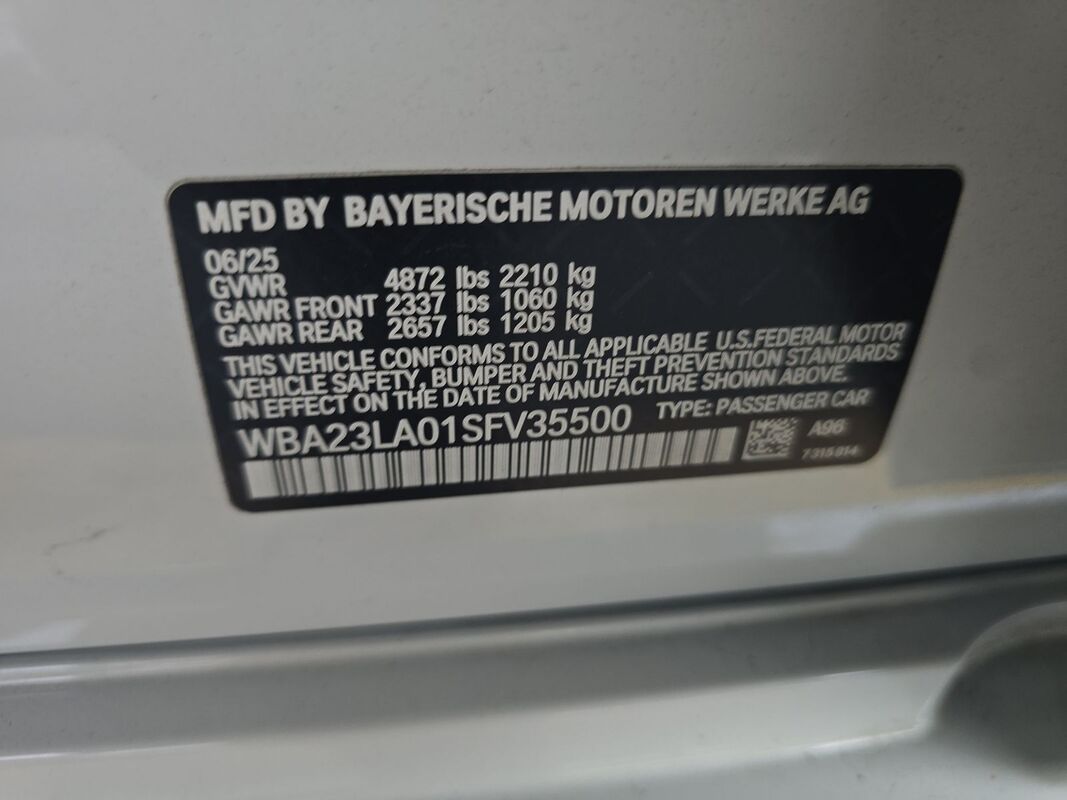 MFD BY BAYERISCHE MOTOREN WERKE AG
06/25
GVWR 4872 lbs 2210 kg
GAWR FRONT 2337 lbs 1060 kg
GAWR REAR 2657 lbs 1205 kg
THIS VEHICLE CONFORMS TO ALL APPLICABLE U.S.FEDERAL MOTOR
VEHICLE SAFETY, BUMPER AND THEFT PREVENTION STANDARDS
IN EFFECT ON THE DATE OF MANUFACTURE SHOWN ABOVE.
WBA23LA01SFV35500 TYPE: PASSENGER CAR
A96
7315814